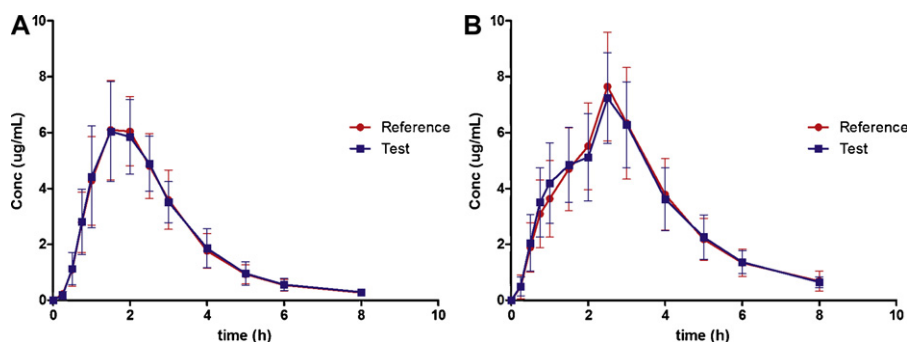 A
10
8
6
4
2
0
Conc (ug/mL)
0 2 4 6 8 10
time (h)
Reference
Test
B
10
8
6
4
2
0
Conc (ug/mL)
0 2 4 6 8 10
time (h)
Reference
Test